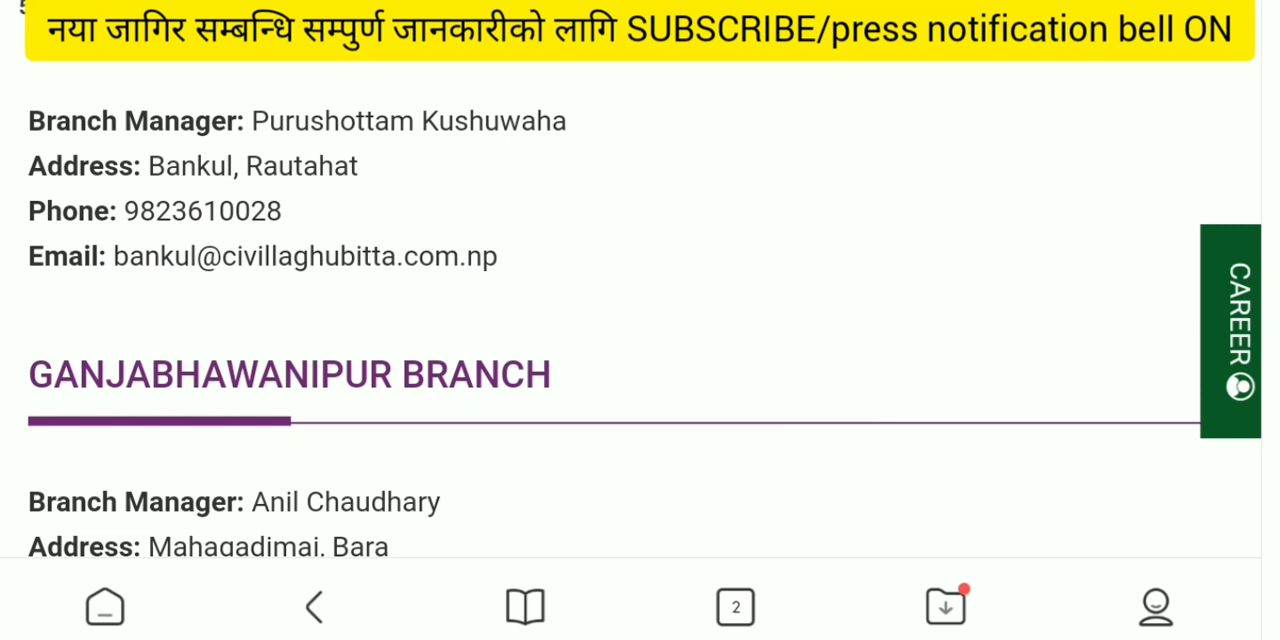 नया जागिर सम्बन्धि सम्पुर्ण जानकारीको लागि SUBSCRIBE/press notification bell ON
Branch Manager: Purushottam Kushuwaha
Address: Bankul, Rautahat
Phone: 9823610028
Email: bankul@civillaghubitta.com.np
CAREER
GANJABHAWANIPUR BRANCH
Branch Manager: Anil Chaudhary
Address: Mahagadimai, Bara
2